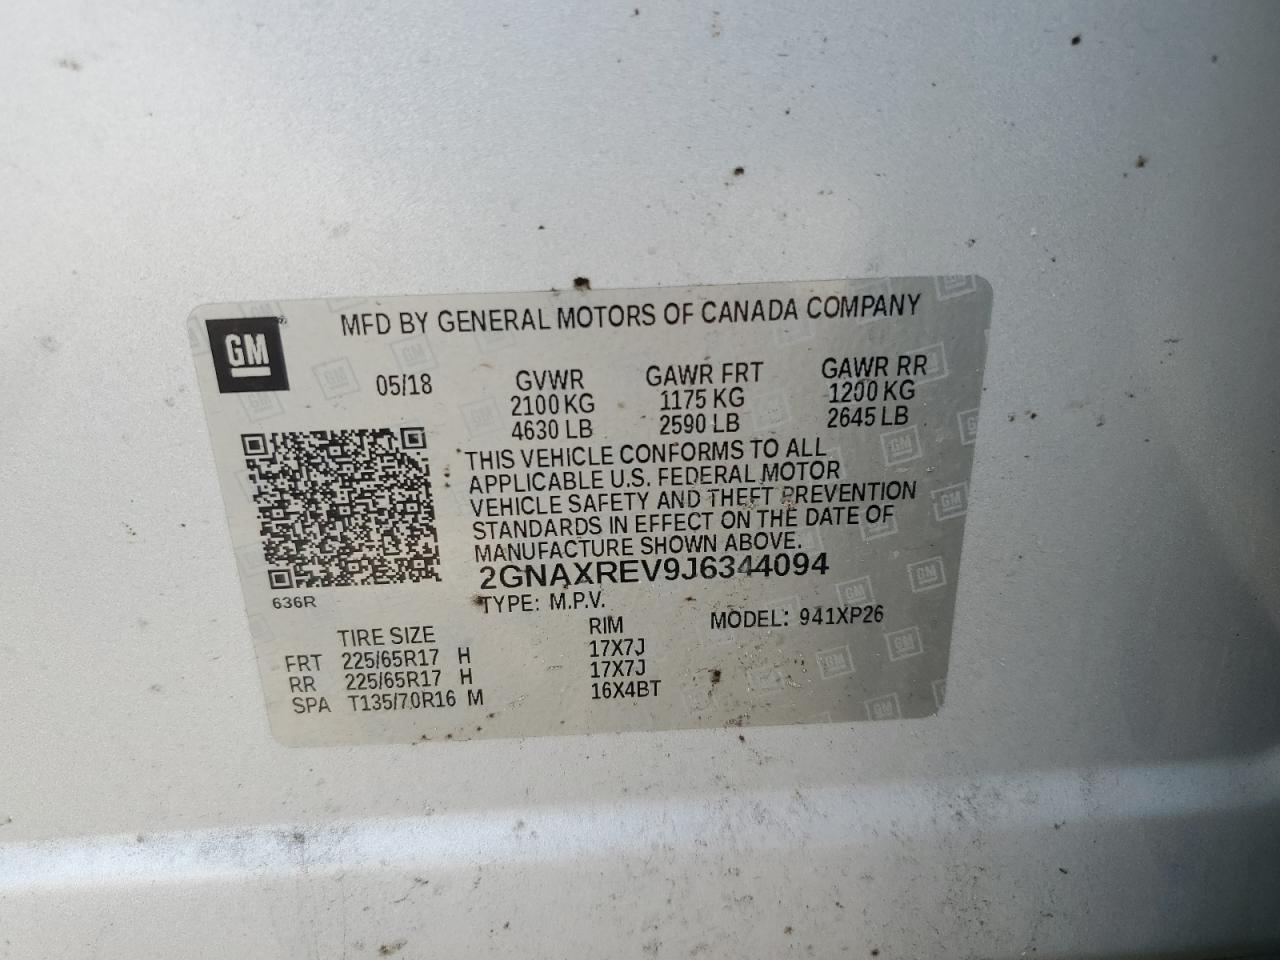 GM
MFD BY GENERAL MOTORS OF CANADA COMPANY
05/18 GVWR GAWR FRT GAWR RR
2100 KG 1175 KG 1200 KG
4630 LB 2590 LB 2645 LB
THIS VEHICLE CONFORMS TO ALL
APPLICABLE U.S. FEDERAL MOTOR
VEHICLE SAFETY AND THEFT PREVENTION
STANDARDS IN EFFECT ON THE DATE OF
MANUFACTURE SHOWN ABOVE.
2GNAXREV9J6344094
636R
TYPE: M.P.V.
MODEL: 941XP26
TIRE SIZE RIM
FRT 225/65R17 H 17X7J
RR 225/65R17 H 17X7J
SPA T135/70R16 M 16X4BT